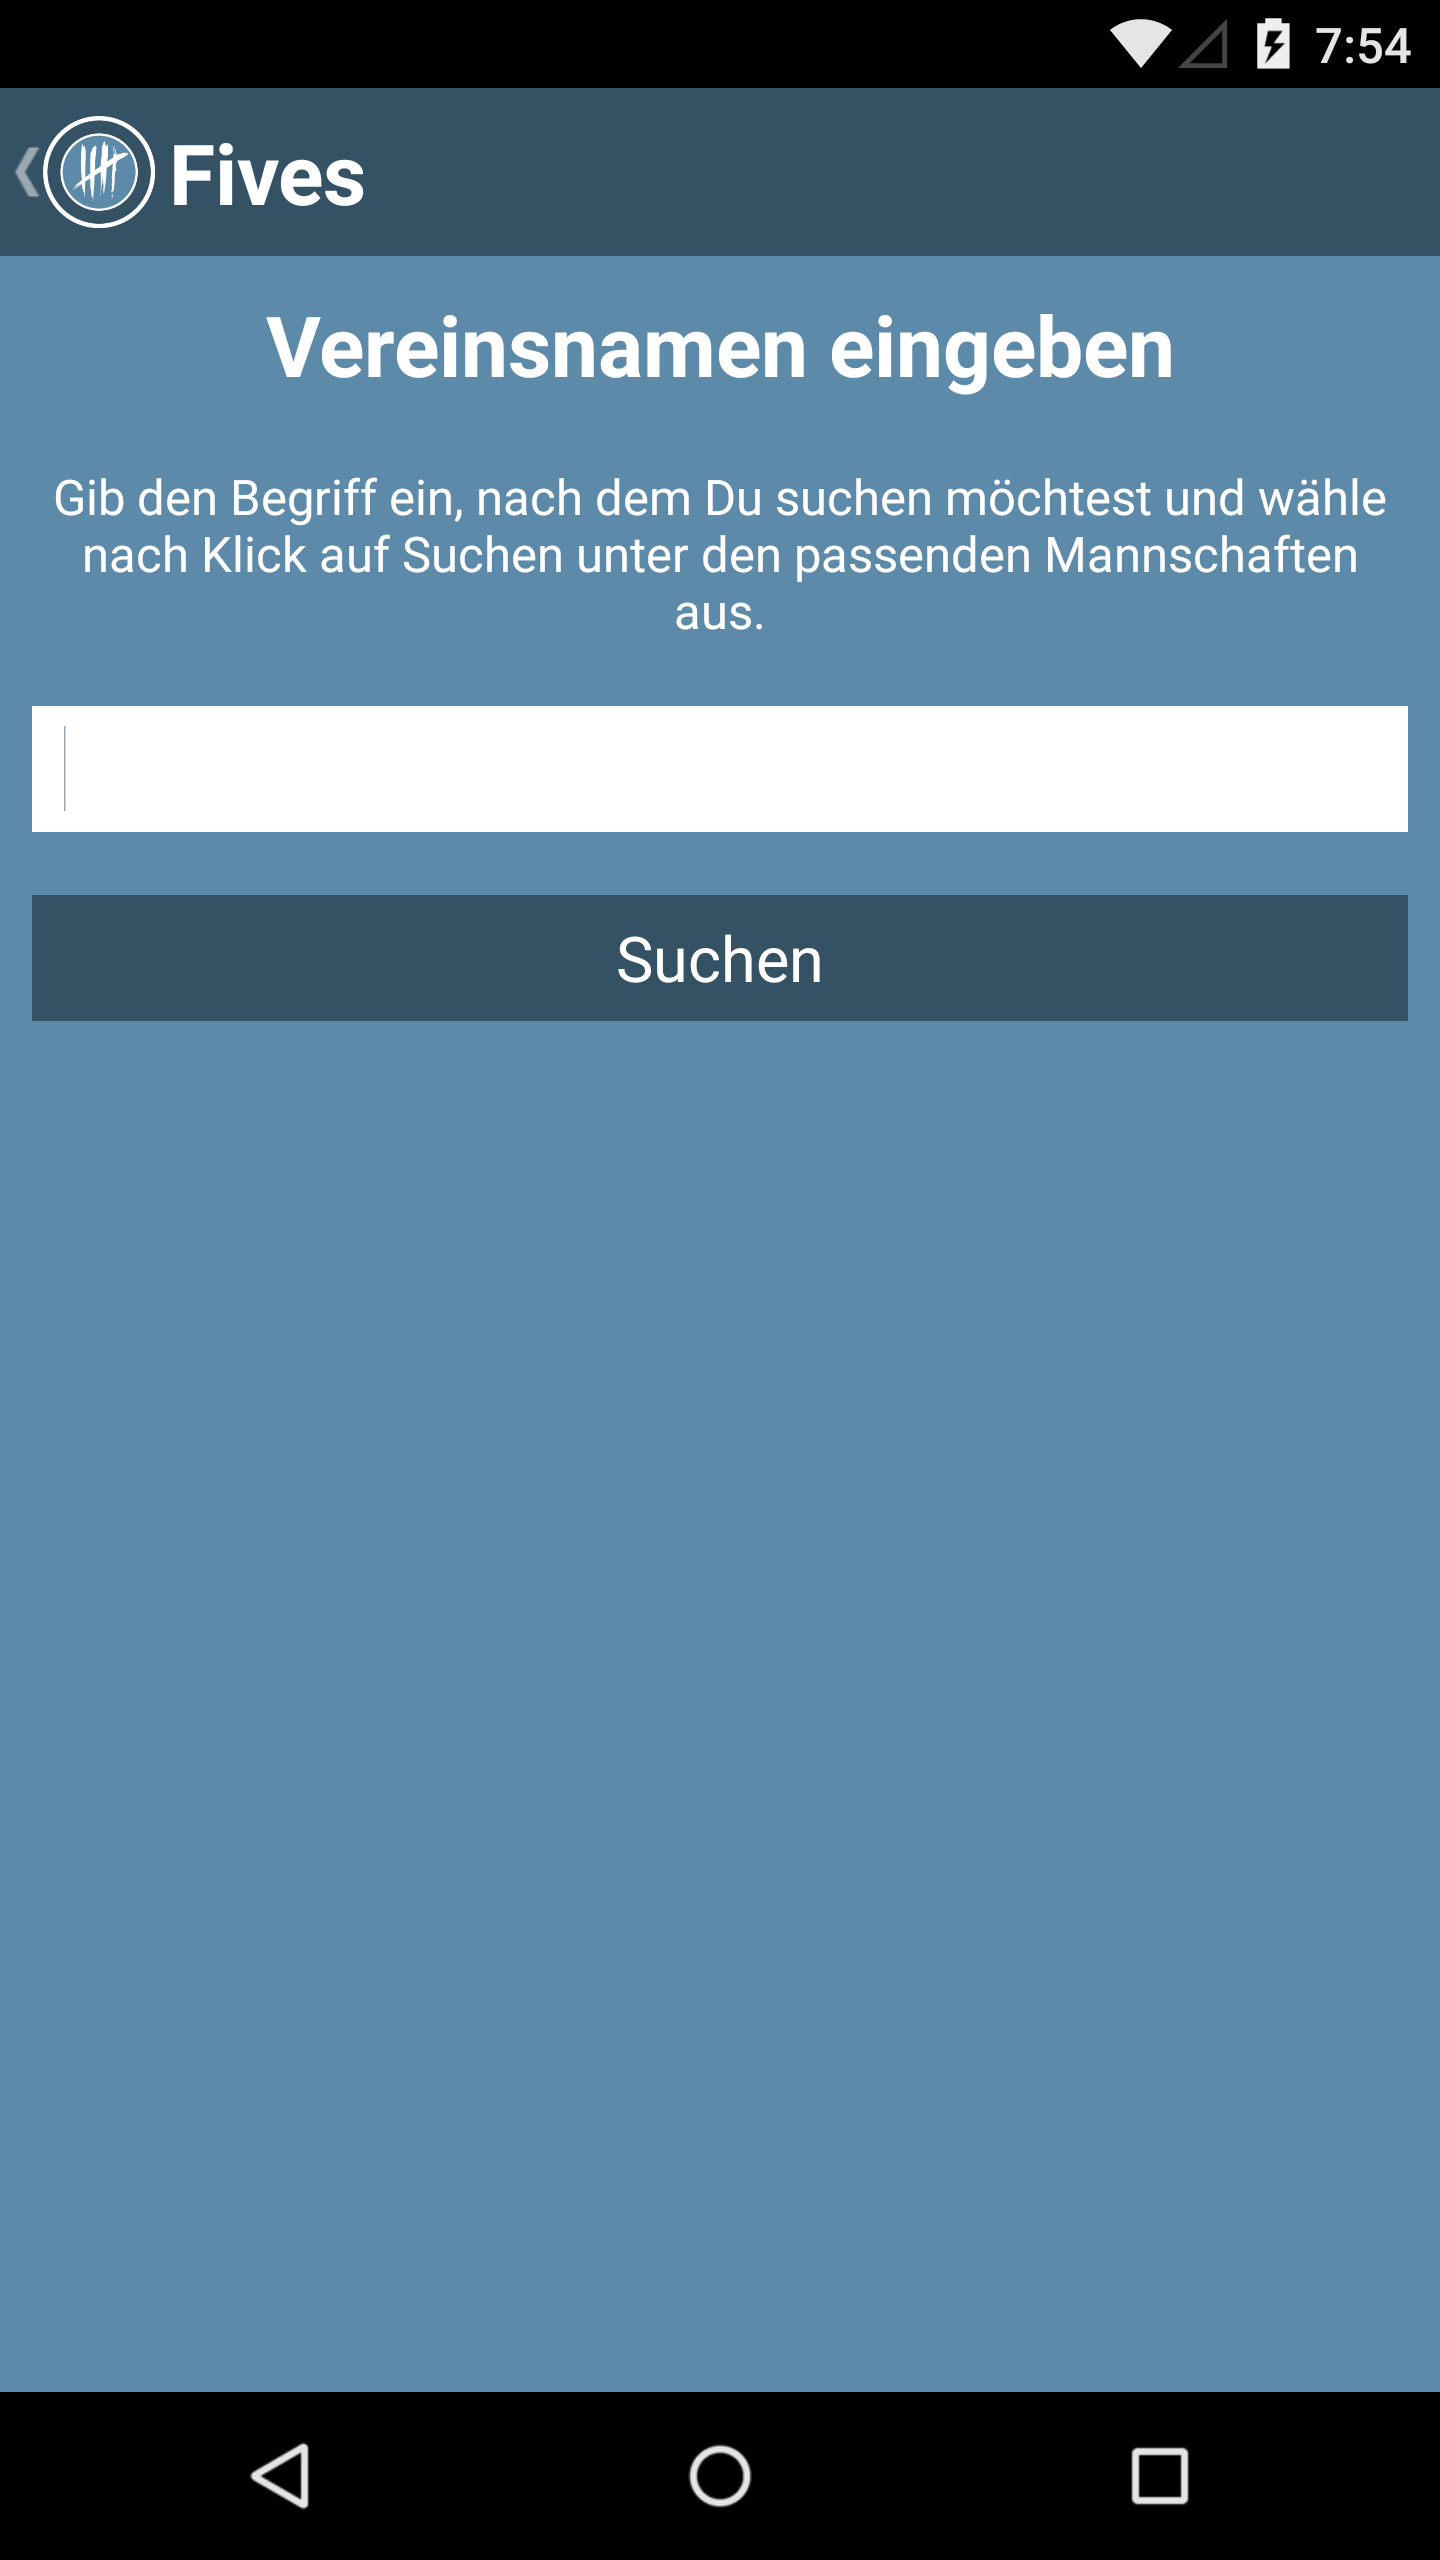 7:54
Fives
Vereinsnamen eingeben
Gib den Begriff ein, nach dem Du suchen möchtest und wähle
nach Klick auf Suchen unter den passenden Mannschaften
aus.
Suchen